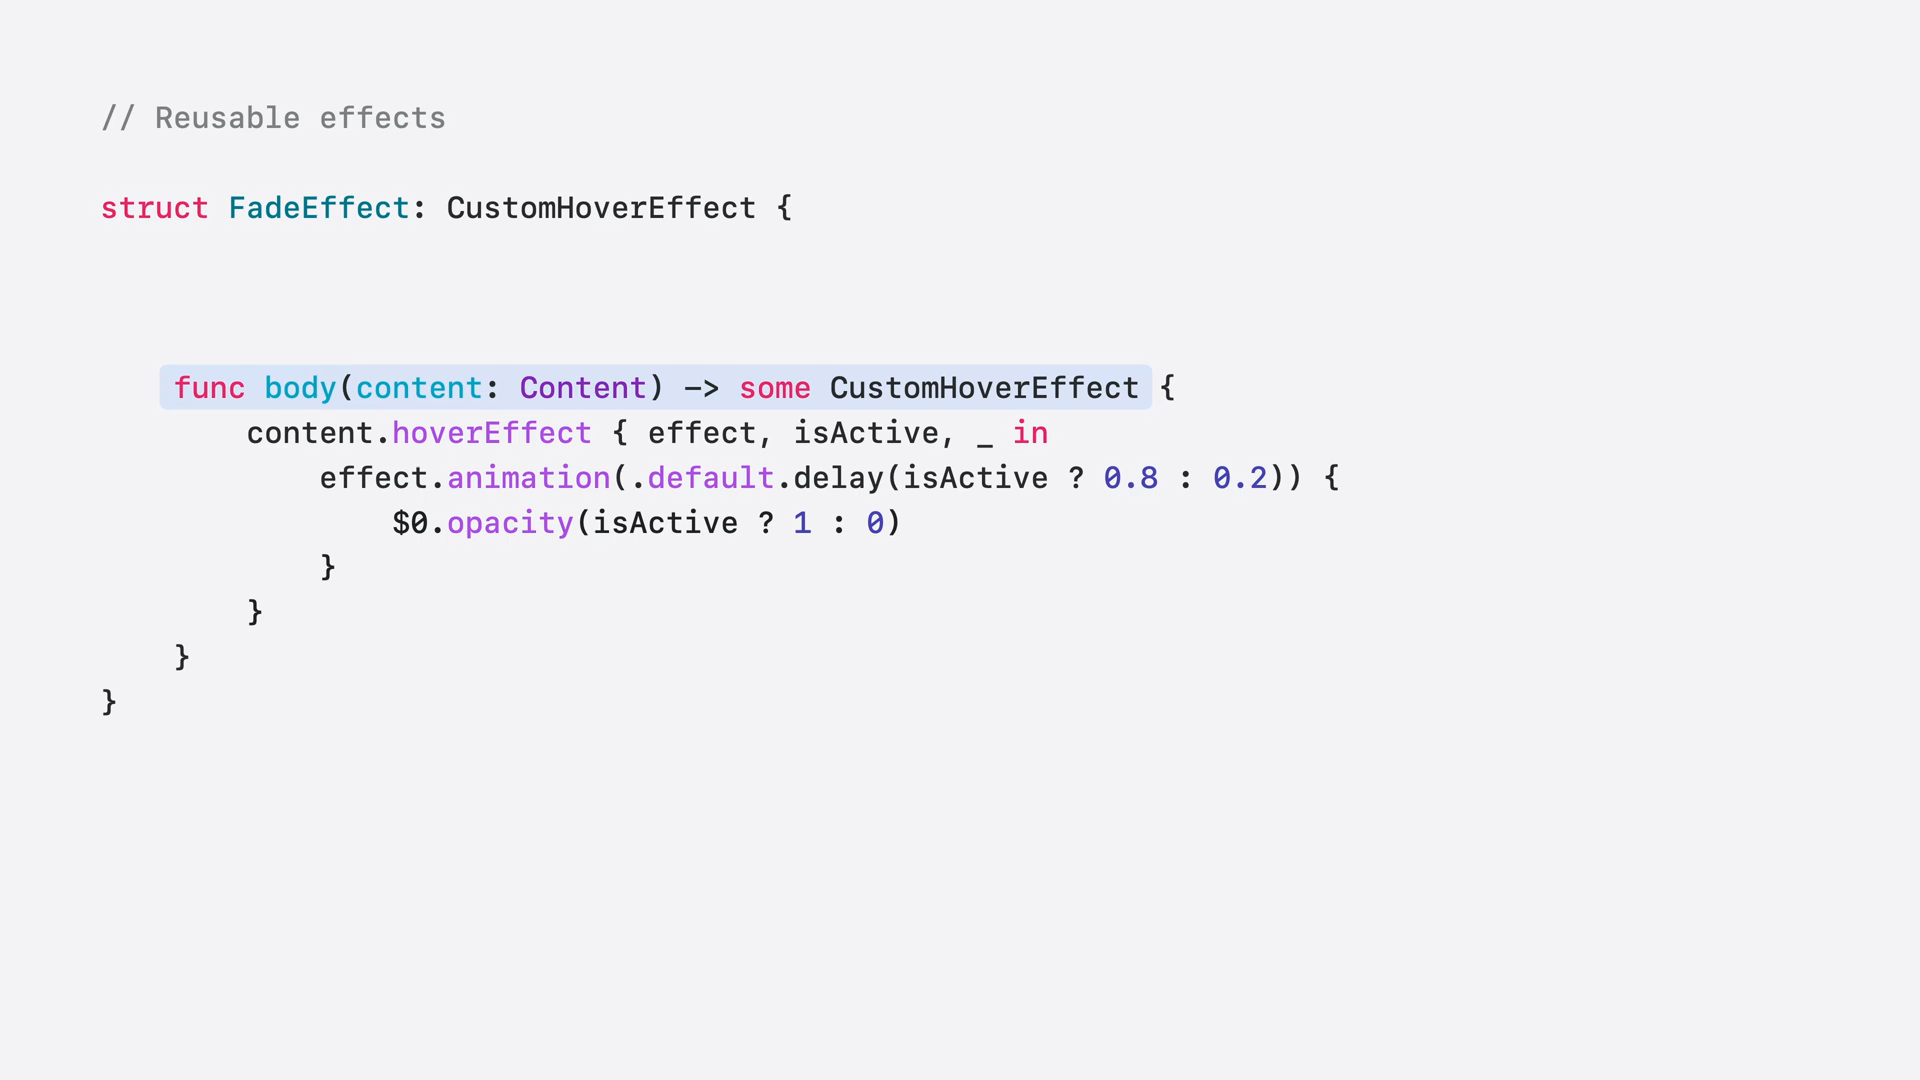 // Reusable effects
struct FadeEffect: CustomHoverEffect {
func body(content: Content) -> some CustomHoverEffect {
content.hoverEffect { effect, isActive, _ in
effect.animation(.default.delay(isActive ? 0.8 : 0.2)) {
$0.opacity(isActive ? 1 : 0)
}
}
}
}